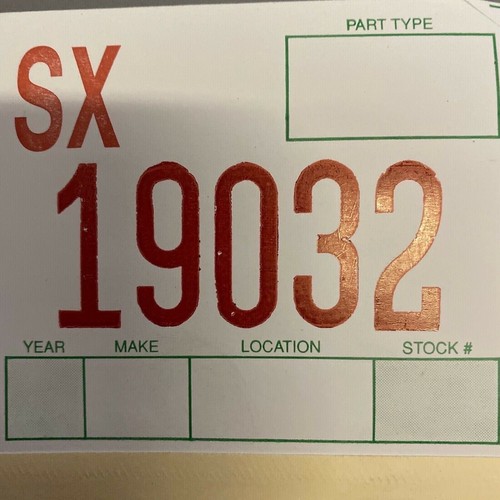 PART TYPE
SX
19032
YEAR MAKE LOCATION STOCK #